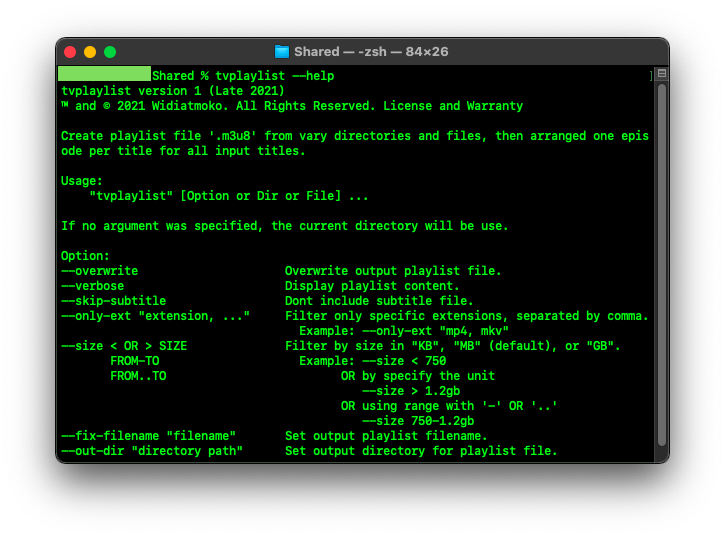 Shared — -zsh — 84×26
Shared % tvplaylist --help
tvplaylist version 1 (Late 2021)
™ and © 2021 Widiatmoko. All Rights Reserved. License and Warranty
Create playlist file '.m3u8' from vary directories and files, then arranged one epis
ode per title for all input titles.
Usage:
"tvplaylist" [Option or Dir or File] ...
If no argument was specified, the current directory will be use.
Option:
--overwrite Overwrite output playlist file.
--verbose Display playlist content.
--skip-subtitle Dont include subtitle file.
--only-ext "extension, ..." Filter only specific extensions, separated by comma.
Example: --only-ext "mp4, mkv"
--size < OR > SIZE Filter by size in "KB", "MB" (default), or "GB".
FROM-TO Example: --size < 750
FROM..TO OR by specify the unit
--size > 1.2gb
OR using range with '-' OR '..'
--size 750-1.2gb
--fix-filename "filename" Set output playlist filename.
--out-dir "directory path" Set output directory for playlist file.